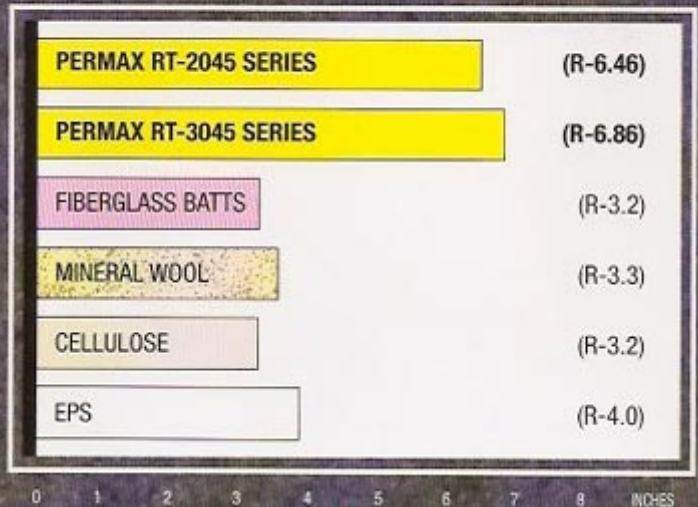 PERMAX RT-2045 SERIES (R-6.46)
PERMAX RT-3045 SERIES (R-6.86)
FIBERGLASS BATTS (R-3.2)
MINERAL WOOL (R-3.3)
CELLULOSE (R-3.2)
EPS (R-4.0)
0 1 2 3 4 5 6 7 8 INCHES